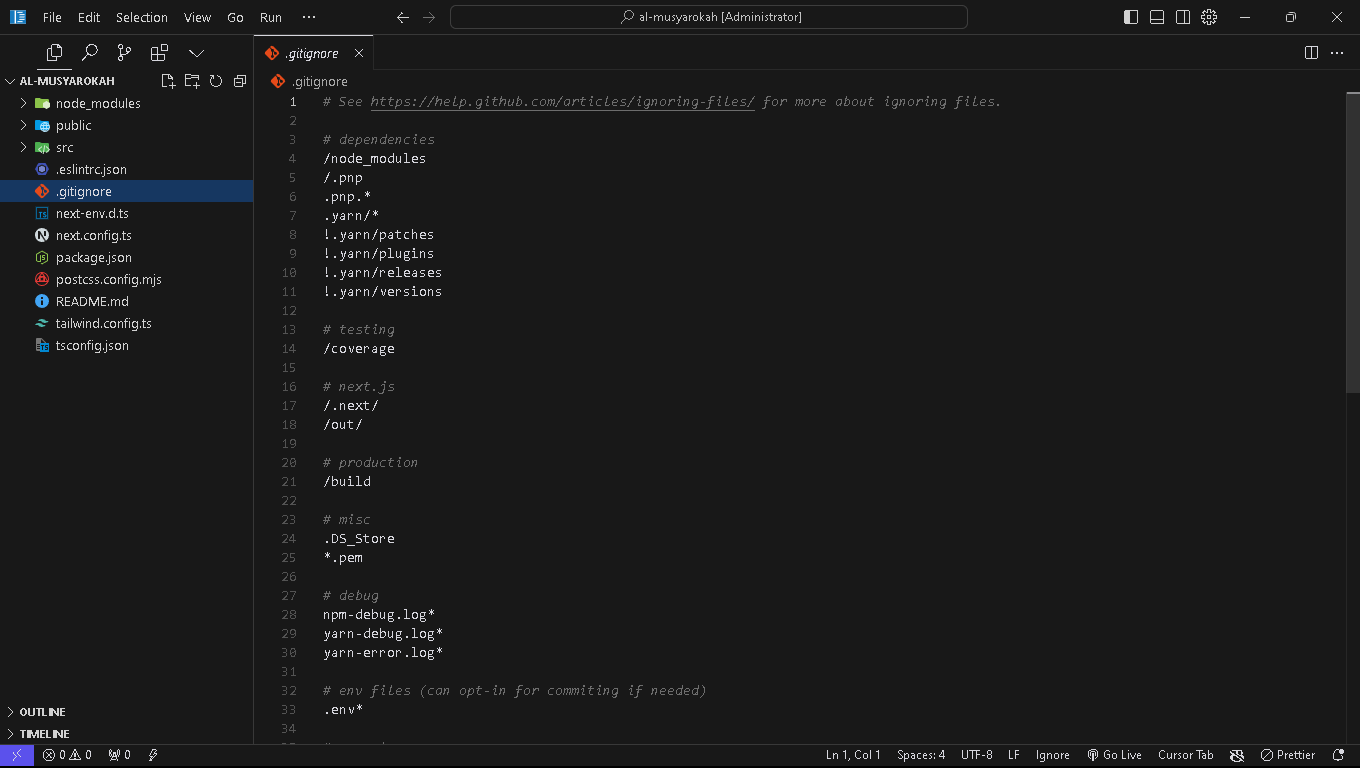 File Edit Selection View Go Run ···
al-musyarokah [Administrator]
AL-MUSYAROKAH
node_modules
public
src
.eslintrc.json
.gitignore
next-env.d.ts
next.config.ts
package.json
postcss.config.mjs
README.md
tailwind.config.ts
tsconfig.json
OUTLINE
TIMELINE
.gitignore
.gitignore
1 # See https://help.github.com/articles/ignoring-files/ for more about ignoring files.
2
3 # dependencies
4 /node_modules
5 /.pnp
6 .pnp.*
7 .yarn/*
8 !.yarn/patches
9 !.yarn/plugins
10 !.yarn/releases
11 !.yarn/versions
12
13 # testing
14 /coverage
15
16 # next.js
17 /.next/
18 /out/
19
20 # production
21 /build
22
23 # misc
24 .DS_Store
25 *.pem
26
27 # debug
28 npm-debug.log*
29 yarn-debug.log*
30 yarn-error.log*
31
32 # env files (can opt-in for commiting if needed)
33 .env*
34
0 0 0 Ln 1, Col 1 Spaces: 4 UTF-8 LF Ignore Go Live Cursor Tab Prettier